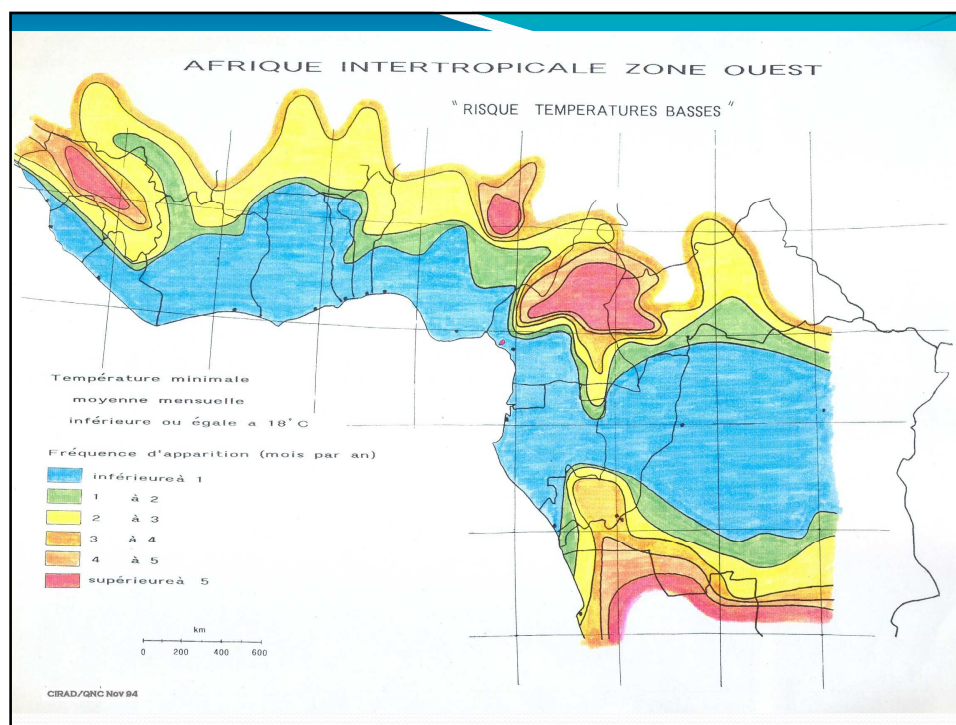 AFRIQUE INTERTROPICALE ZONE OUEST
" RISQUE TEMPERATURES BASSES "
Température minimale
moyenne mensuelle
inférieure ou égale a 18°C
Fréquence d'apparition (mois par an)
inférieure à 1
1 à 2
2 à 3
3 à 4
4 à 5
supérieure à 5
km
0 200 400 600
CIRAD/QNC Nov 94